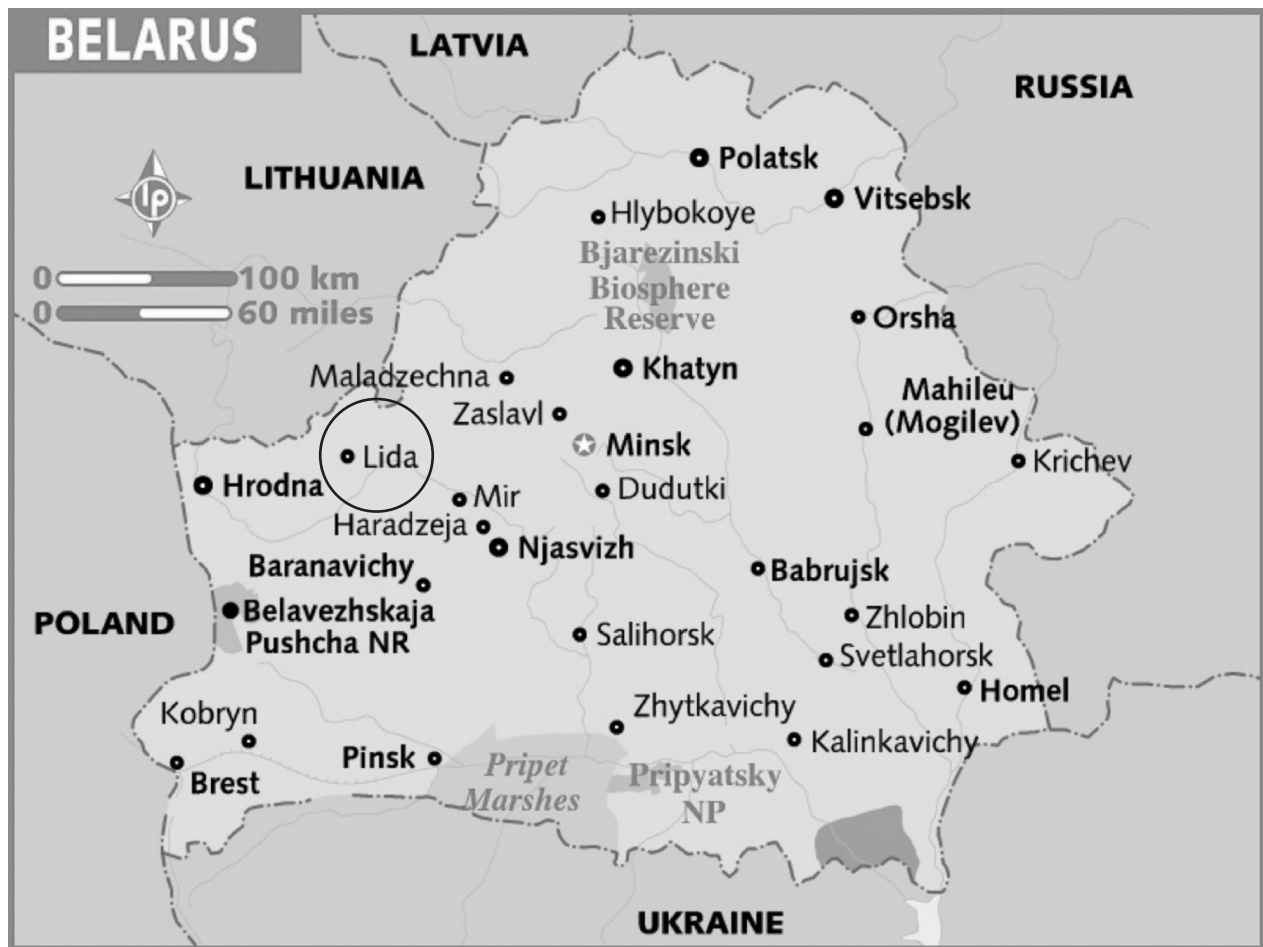 BELARUS
LATVIA
RUSSIA
Polatsk
LITHUANIA
lp
Vitsebsk
Hlybokoye
Bjarezinski
Biosphere
Reserve
0 100 km
0 60 miles
Orsha
Khatyn
Maladzechna
Mahileu
(Mogilev)
Zaslavl
Minsk
Lida
Krichev
Hrodna
Mir
Dudutki
Haradzeja
Njasvizh
Baranavichy
Babrujsk
Belavezhskaja
Pushcha NR
POLAND
Zhlobin
Salihorsk
Svetlahorsk
Homel
Kobryn
Zhytkavichy
Kalinkavichy
Pinsk
Brest
Pripet
Marshes
Pripyatsky
NP
UKRAINE